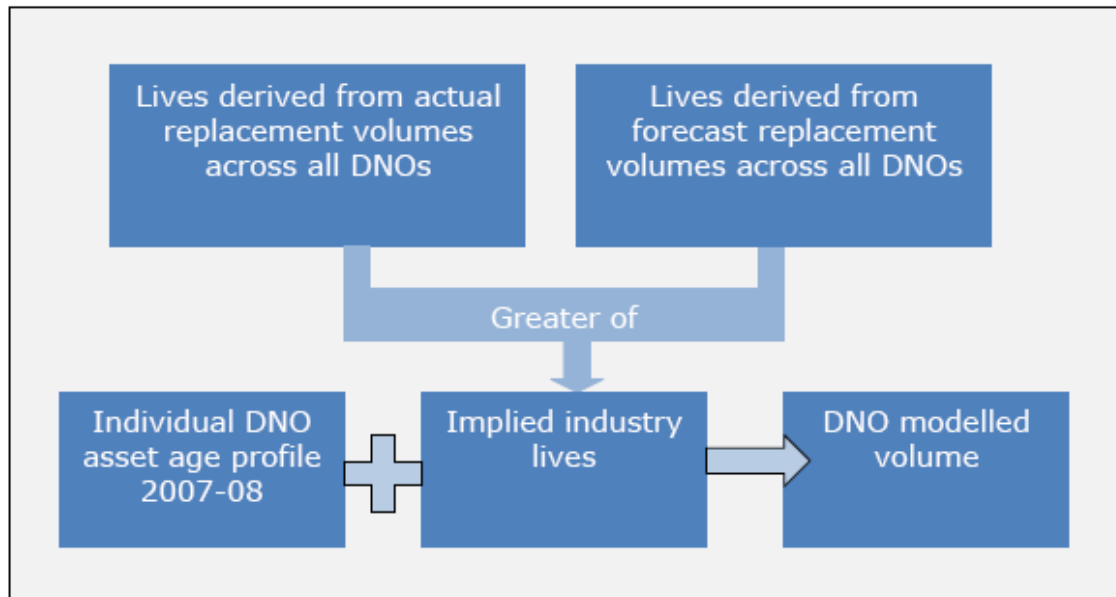 Lives derived from actual
replacement volumes
across all DNOs
Lives derived from
forecast replacement
volumes across all DNOs
Greater of
Individual DNO
asset age profile
2007-08
Implied industry
lives
DNO modelled
volume